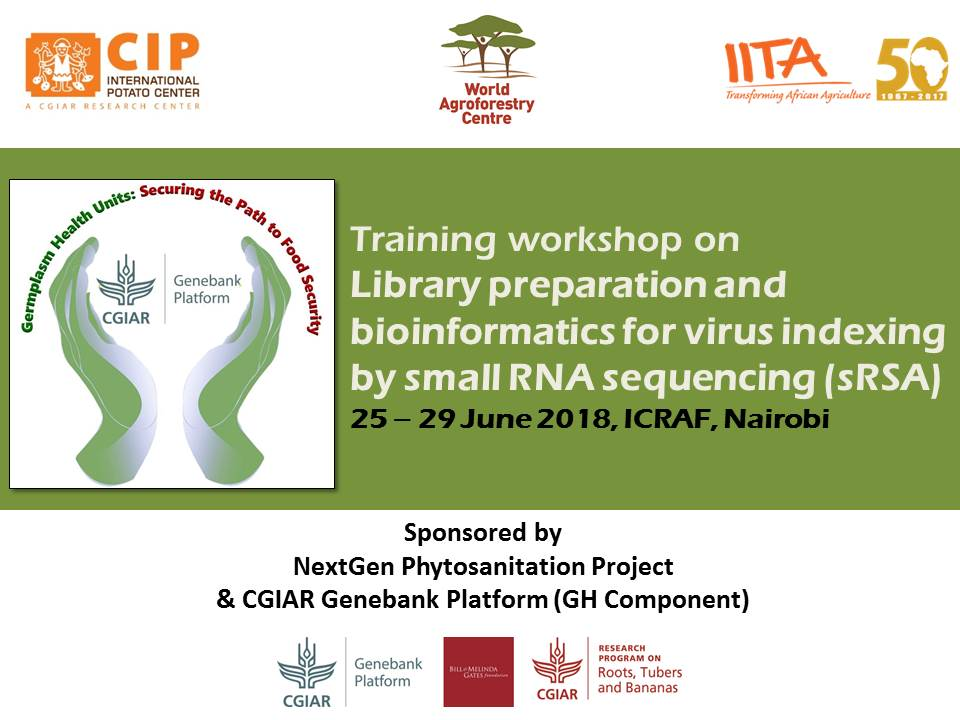 CIP
INTERNATIONAL
POTATO CENTER
A CGIAR RESEARCH CENTER
World
Agroforestry
Centre
IITA
Transforming African Agriculture
50
1967 - 2017
Germplasm Health Units: Securing the Path to Food Security
CGIAR
Genebank
Platform
Training workshop on
Library preparation and
bioinformatics for virus indexing
by small RNA sequencing (sRSA)
25 – 29 June 2018, ICRAF, Nairobi
Sponsored by
NextGen Phytosanitation Project
& CGIAR Genebank Platform (GH Component)
CGIAR
Genebank
Platform
BILL & MELINDA
GATES foundation
CGIAR
RESEARCH
PROGRAM ON
Roots, Tubers
and Bananas